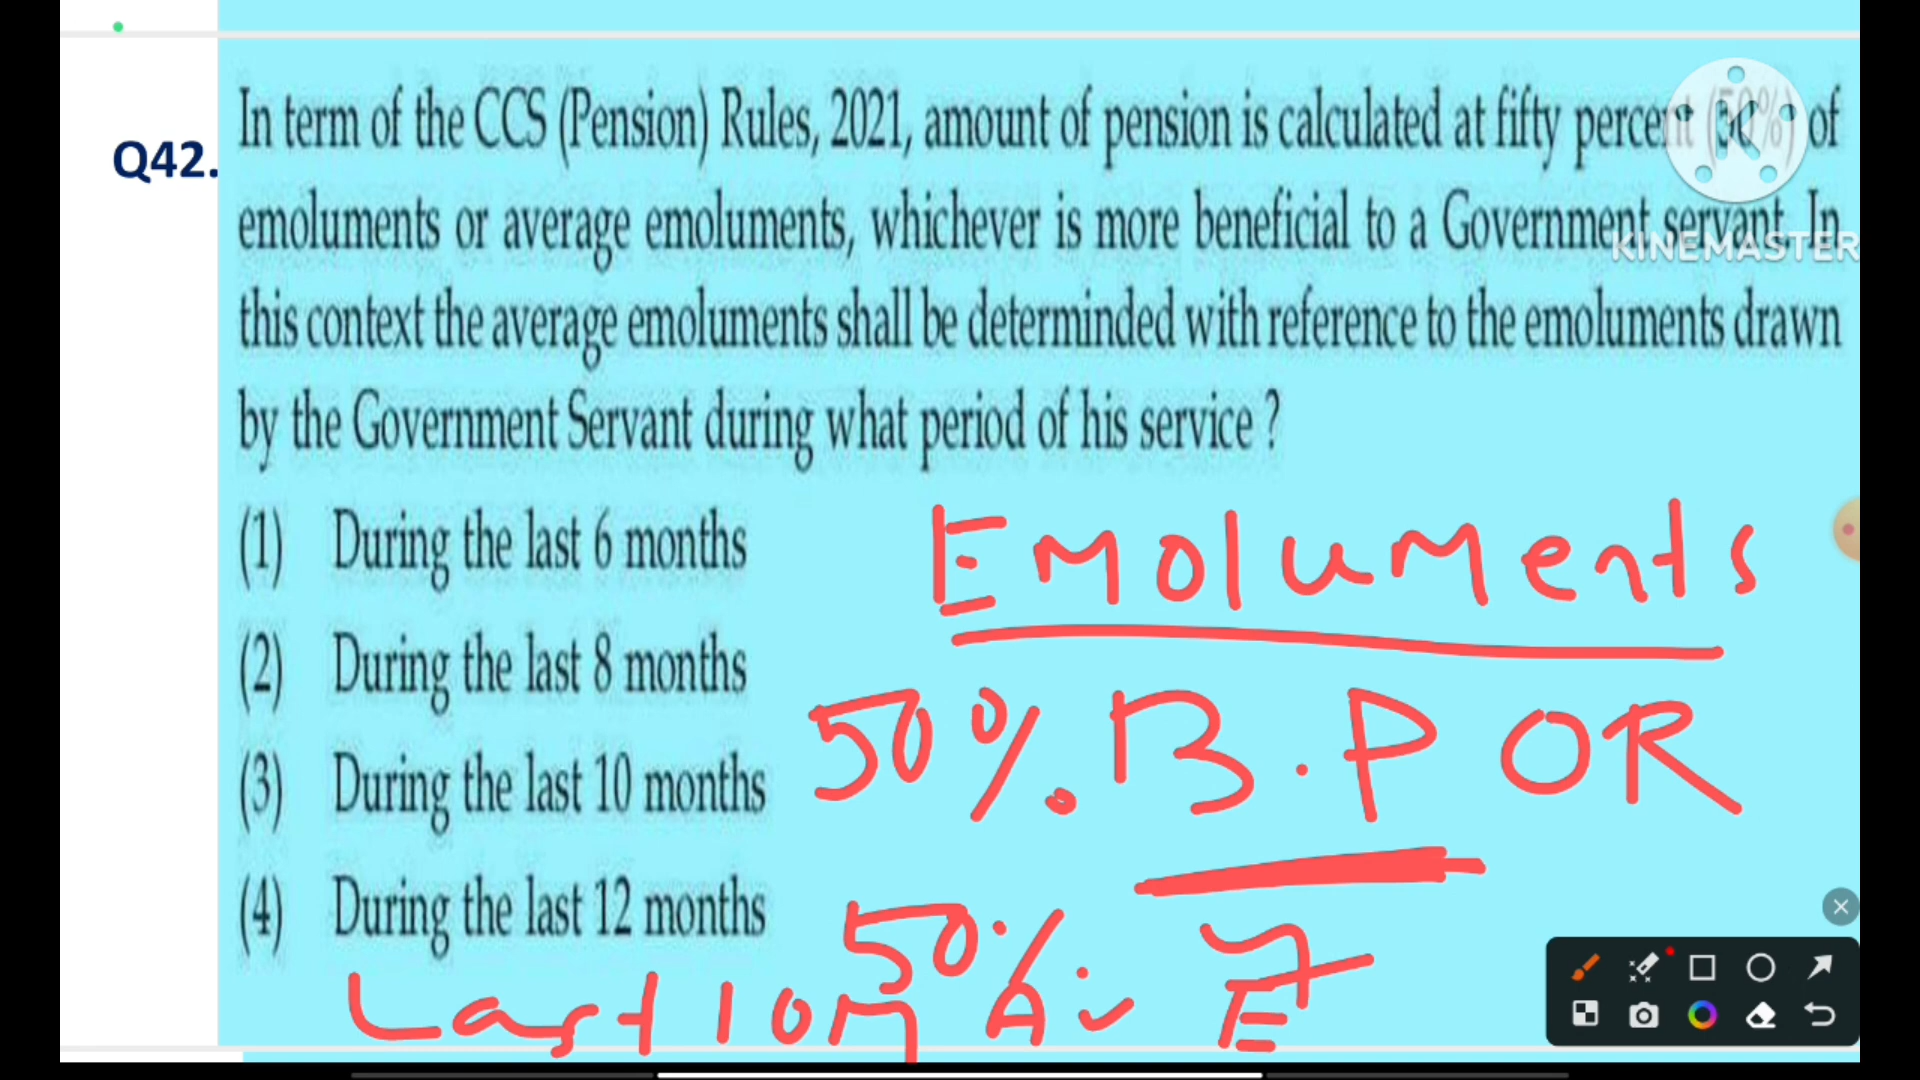 In term of the CCS (Pension) Rules, 2021, amount of pension is calculated at fifty percent (50%) of
Q42.
emoluments or average emoluments, whichever is more beneficial to a Government servant. In
KINEMASTER
this context the average emoluments shall be determinded with reference to the emoluments drawn
by the Government Servant during what period of his service ?
(1) During the last 6 months
Emoluments
(2) During the last 8 months
50% B.P OR
(3) During the last 10 months
(4) During the last 12 months
50%
Last 10M Av E